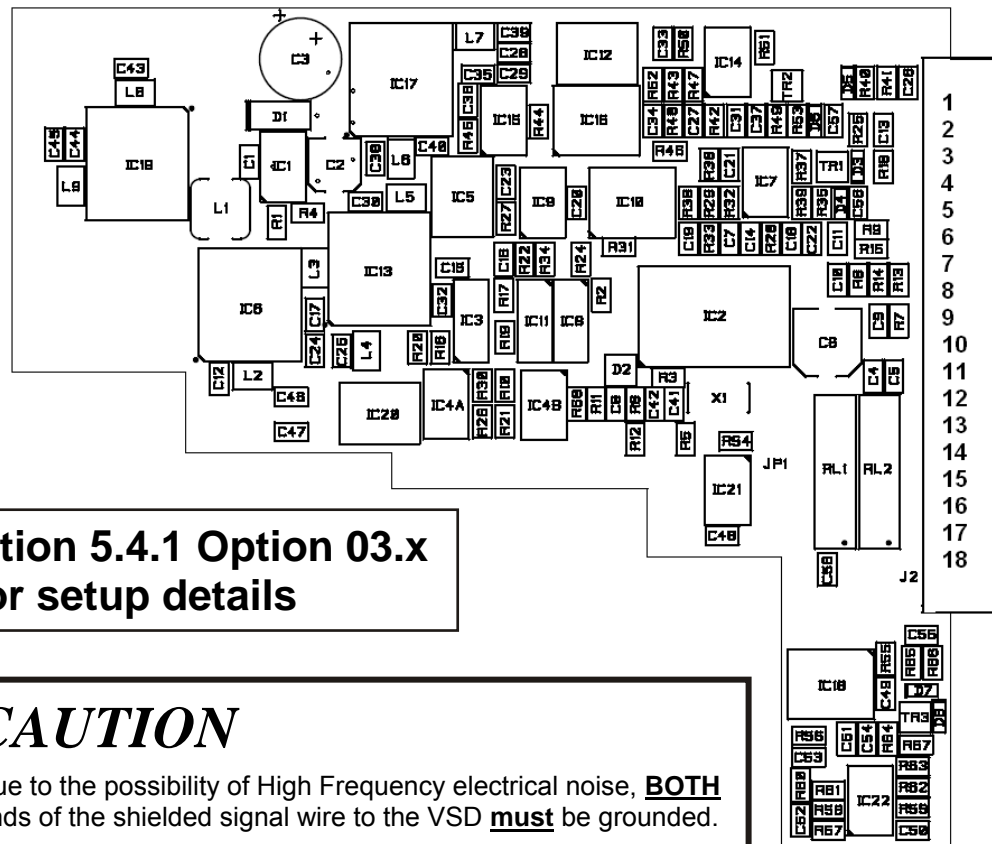 C3
L7
C39
C28
C29
C35
IC17
IC12
C33
R50
IC14
R51
TR2
D6
R40
R41
C26
C43
L8
C45
C44
IC19
L9
D1
C1
IC1
C2
C38
L6
C40
C36
R45
IC15
R44
IC16
R52
R43
R47
C34
R48
C27
R42
C31
C37
R49
R53
D5
C57
R25
C13
R46
L1
R1
R4
C30
L5
IC5
C23
R27
IC9
C20
IC10
R36
C21
IC7
R37
TR1
D3
R18
R38
R29
R32
R39
R35
D4
C56
C19
R33
C7
C14
R28
C18
C22
C11
R9
R15
R31
IC6
L3
IC13
C15
C16
R22
R34
R24
C17
C32
IC3
R17
R19
IC11
IC8
R2
IC2
C10
R8
R14
R13
C8
C9
R7
C24
C25
L4
R20
R16
C12
L2
C46
C47
IC20
IC4A
R30
R10
R26
R21
IC4B
D2
R3
R68
R11
C6
R6
C42
C41
R12
R5
X1
R54
JP1
IC21
C48
C4
C5
RL1
RL2
C58
J2
1
2
3
4
5
6
7
8
9
10
11
12
13
14
15
16
17
18
tion 5.4.1 Option 03.x
or setup details
CAUTION
ue to the possibility of High Frequency electrical noise, BOTH
nds of the shielded signal wire to the VSD must be grounded.
C55
IC18
R55
R65
R66
C49
D7
TR3
D8
R56
C53
C51
C54
R64
R67
R63
R60
R61
R62
IC22
C52
R58
R59
R57
C50